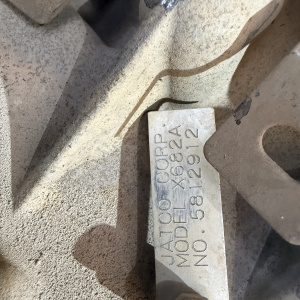 JATCO CORP.
MODEL X682A
NO. 5812912